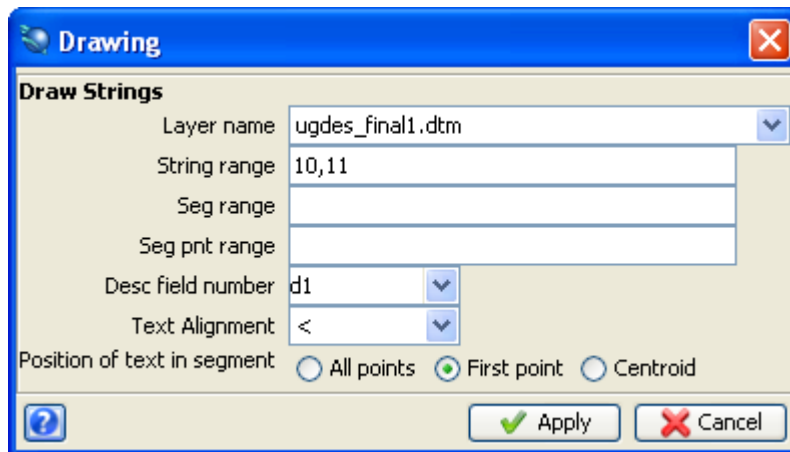 Drawing
Draw Strings
Layer name ugdes_final1.dtm
String range 10,11
Seg range
Seg pnt range
Desc field number d1
Text Alignment <
Position of text in segment All points First point Centroid
? Apply Cancel